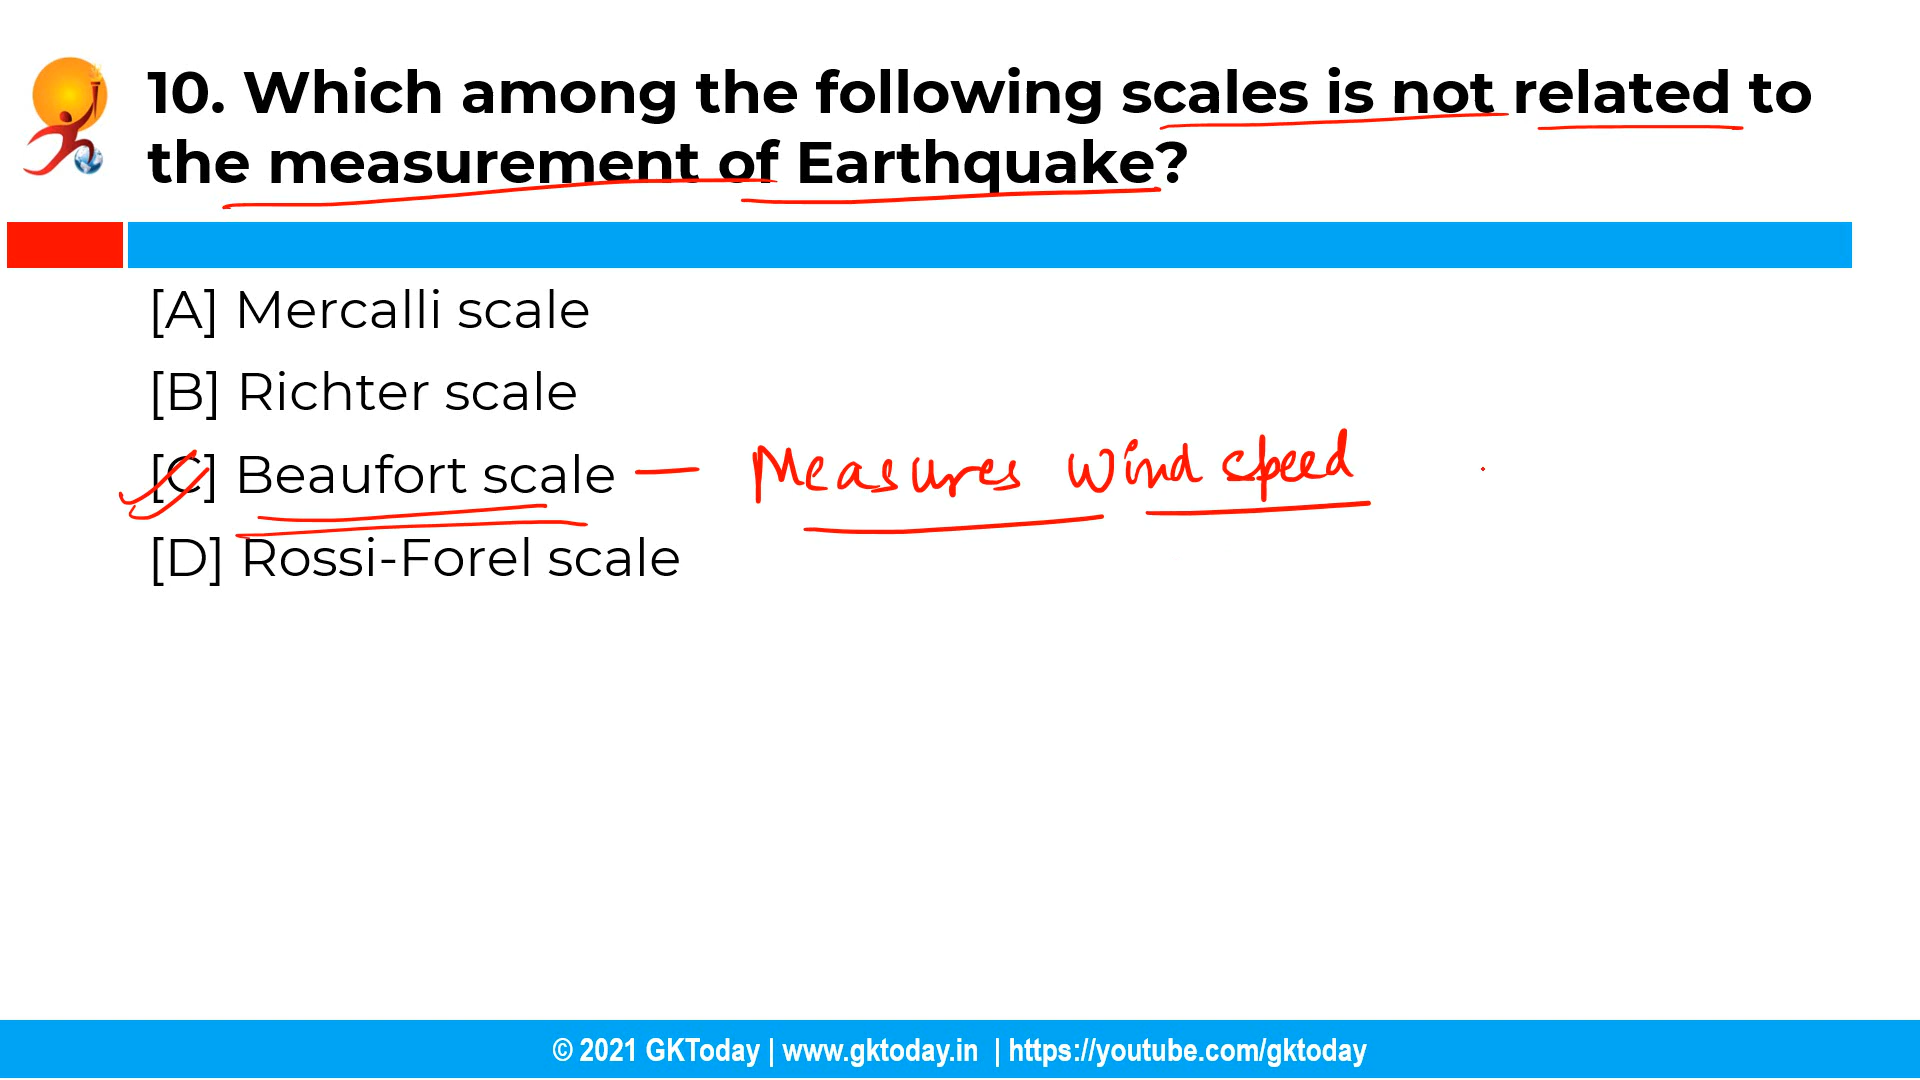 10. Which among the following scales is not related to
the measurement of Earthquake?
[A] Mercalli scale
[B] Richter scale
[C] Beaufort scale — Measures wind speed
[D] Rossi-Forel scale
© 2021 GKToday | www.gktoday.in | https://youtube.com/gktoday